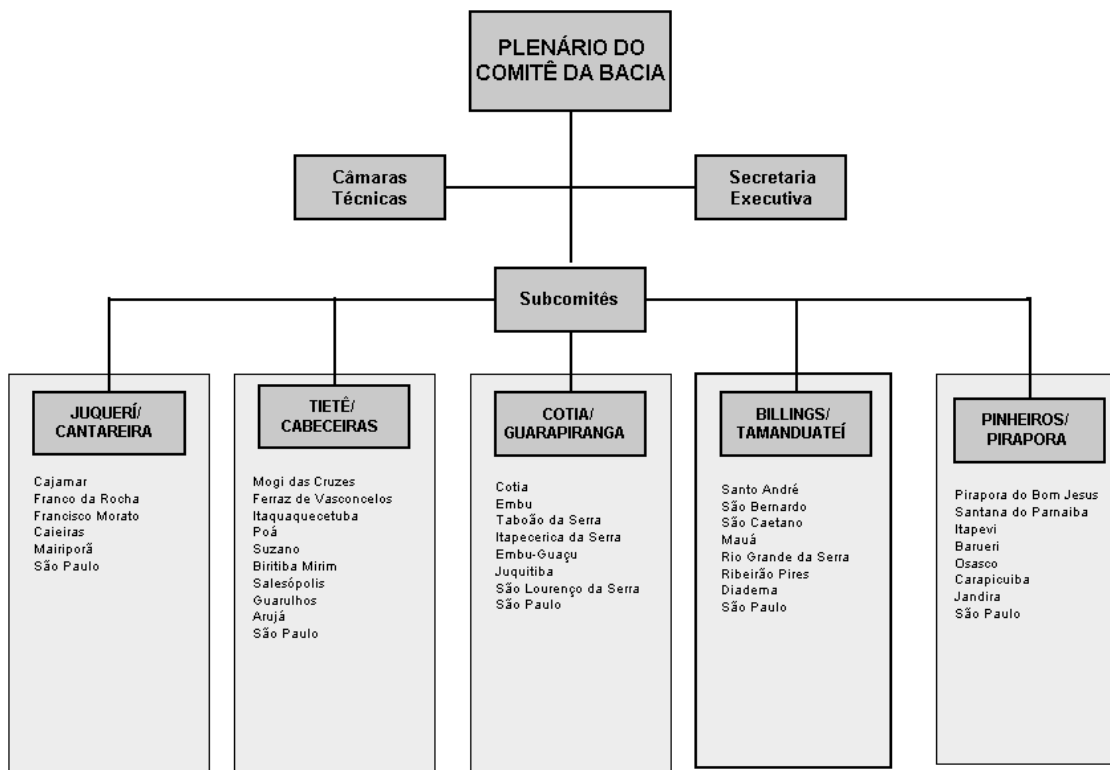 PLENÁRIO DO
COMITÊ DA BACIA
Câmaras
Técnicas
Secretaria
Executiva
Subcomitês
JUQUERÍ/
CANTAREIRA
Cajamar
Franco da Rocha
Francisco Morato
Caieiras
Mairiporã
São Paulo
TIETÊ/
CABECEIRAS
Mogi das Cruzes
Ferraz de Vasconcelos
Itaquaquecetuba
Poá
Suzano
Biritiba Mirim
Salesópolis
Guarulhos
Arujá
São Paulo
COTIA/
GUARAPIRANGA
Cotia
Embu
Taboão da Serra
Itapecerica da Serra
Embu-Guaçu
Juquitiba
São Lourenço da Serra
São Paulo
BILLINGS/
TAMANDUATEÍ
Santo André
São Bernardo
São Caetano
Mauá
Rio Grande da Serra
Ribeirão Pires
Diadema
São Paulo
PINHEIROS/
PIRAPORA
Pirapora do Bom Jesus
Santana do Parnaiba
Itapevi
Barueri
Osasco
Carapicuiba
Jandira
São Paulo